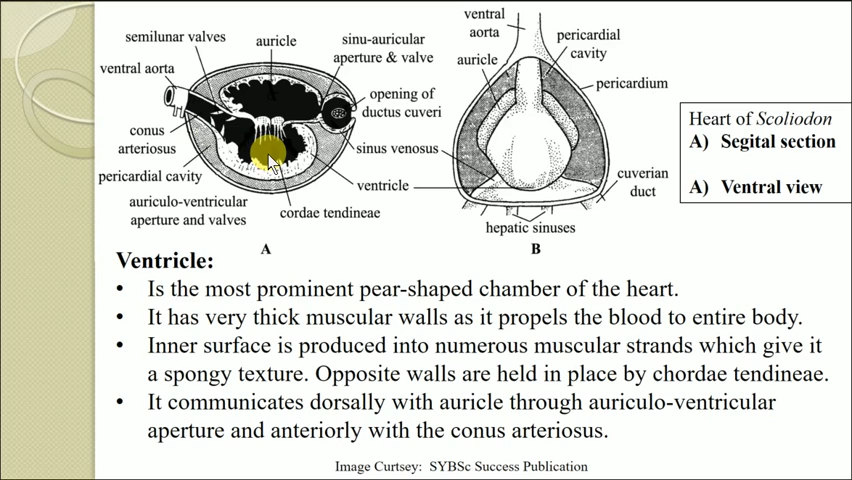 semilunar valves
auricle
sinu-auricular
aperture & valve
ventral aorta
opening of
ductus cuveri
conus
arteriosus
sinus venosus
pericardial cavity
ventricle
auriculo-ventricular
aperture and valves
cordae tendineae
A
ventral
aorta
pericardial
cavity
auricle
pericardium
cuverian
duct
hepatic sinuses
B
Heart of Scoliodon
A) Segital section
A) Ventral view
Ventricle:
• Is the most prominent pear-shaped chamber of the heart.
• It has very thick muscular walls as it propels the blood to entire body.
• Inner surface is produced into numerous muscular strands which give it
a spongy texture. Opposite walls are held in place by chordae tendineae.
• It communicates dorsally with auricle through auriculo-ventricular
aperture and anteriorly with the conus arteriosus.
Image Curtsey: SYBSc Success Publication